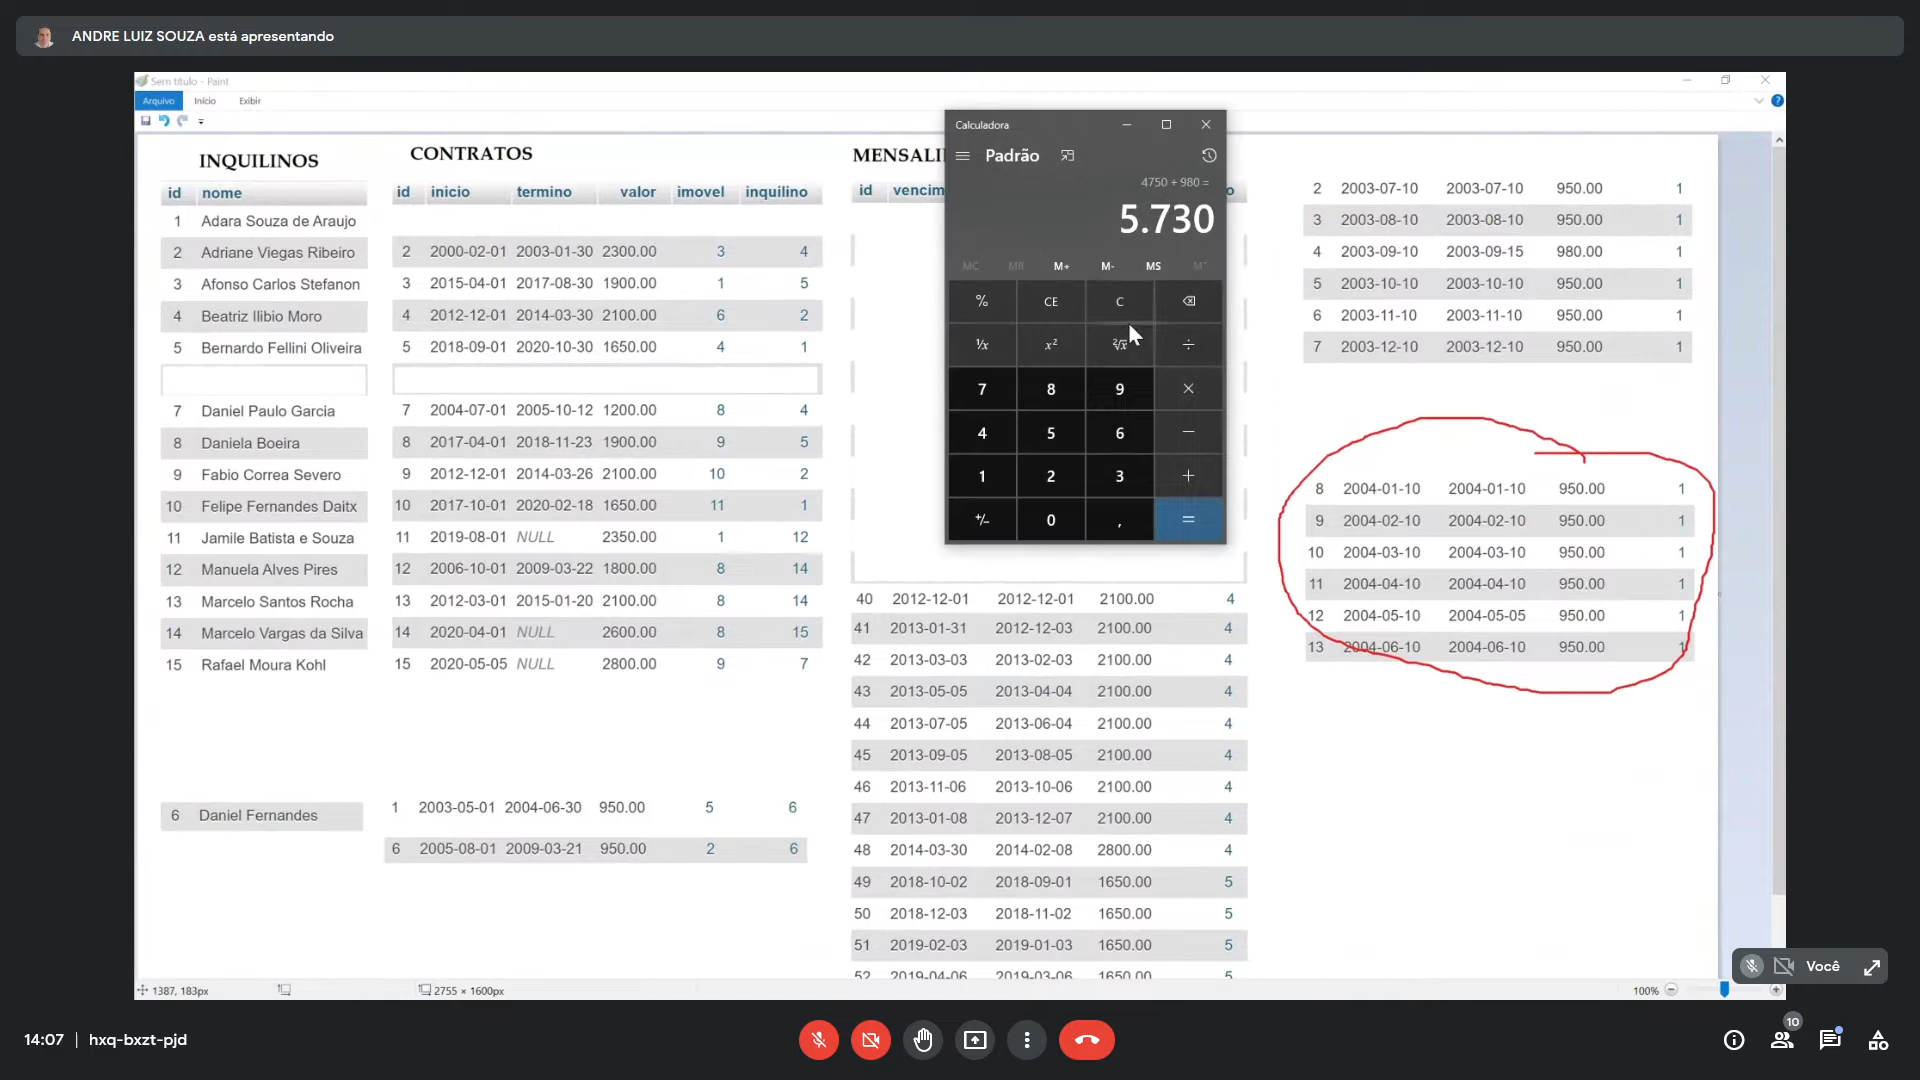 ANDRE LUIZ SOUZA está apresentando
Sem título - Paint
Arquivo Início Exibir
INQUILINOS
id nome
1 Adara Souza de Araujo
2 Adriane Viegas Ribeiro
3 Afonso Carlos Stefanon
4 Beatriz Ilibio Moro
5 Bernardo Fellini Oliveira
7 Daniel Paulo Garcia
8 Daniela Boeira
9 Fabio Correa Severo
10 Felipe Fernandes Daitx
11 Jamile Batista e Souza
12 Manuela Alves Pires
13 Marcelo Santos Rocha
14 Marcelo Vargas da Silva
15 Rafael Moura Kohl
6 Daniel Fernandes
CONTRATOS
id inicio termino valor imovel inquilino
2 2000-02-01 2003-01-30 2300.00 3 4
3 2015-04-01 2017-08-30 1900.00 1 5
4 2012-12-01 2014-03-30 2100.00 6 2
5 2018-09-01 2020-10-30 1650.00 4 1
7 2004-07-01 2005-10-12 1200.00 8 4
8 2017-04-01 2018-11-23 1900.00 9 5
9 2012-12-01 2014-03-26 2100.00 10 2
10 2017-10-01 2020-02-18 1650.00 11 1
11 2019-08-01 NULL 2350.00 1 12
12 2006-10-01 2009-03-22 1800.00 8 14
13 2012-03-01 2015-01-20 2100.00 8 14
14 2020-04-01 NULL 2600.00 8 15
15 2020-05-05 NULL 2800.00 9 7
1 2003-05-01 2004-06-30 950.00 5 6
6 2005-08-01 2009-03-21 950.00 2 6
MENSALI
id vencim o
40 2012-12-01 2012-12-01 2100.00 4
41 2013-01-31 2012-12-03 2100.00 4
42 2013-03-03 2013-02-03 2100.00 4
43 2013-05-05 2013-04-04 2100.00 4
44 2013-07-05 2013-06-04 2100.00 4
45 2013-09-05 2013-08-05 2100.00 4
46 2013-11-06 2013-10-06 2100.00 4
47 2013-01-08 2013-12-07 2100.00 4
48 2014-03-30 2014-02-08 2800.00 4
49 2018-10-02 2018-09-01 1650.00 5
50 2018-12-03 2018-11-02 1650.00 5
51 2019-02-03 2019-01-03 1650.00 5
52 2019-04-06 2019-03-06 1650.00 5
Calculadora
Padrão
4750 + 980 =
5.730
MC MR M+ M- MS
% CE C
⅟x x² ²√x ÷
7 8 9 ×
4 5 6 −
1 2 3 +
+/- 0 , =
2 2003-07-10 2003-07-10 950.00 1
3 2003-08-10 2003-08-10 950.00 1
4 2003-09-10 2003-09-15 980.00 1
5 2003-10-10 2003-10-10 950.00 1
6 2003-11-10 2003-11-10 950.00 1
7 2003-12-10 2003-12-10 950.00 1
8 2004-01-10 2004-01-10 950.00 1
9 2004-02-10 2004-02-10 950.00 1
10 2004-03-10 2004-03-10 950.00 1
11 2004-04-10 2004-04-10 950.00 1
12 2004-05-10 2004-05-05 950.00 1
13 2004-06-10 2004-06-10 950.00 1
1387, 183px
2755 × 1600px
100%
Você
14:07 | hxq-bxzt-pjd
10